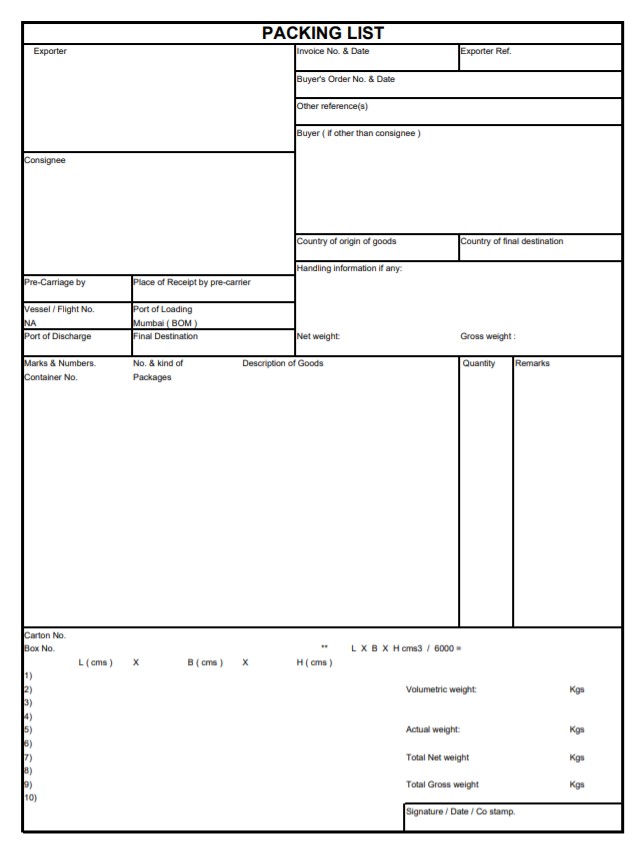 PACKING LIST
Exporter
Invoice No. & Date
Exporter Ref.
Buyer's Order No. & Date
Other reference(s)
Buyer ( if other than consignee )
Consignee
Country of origin of goods
Country of final destination
Handling information if any:
Pre-Carriage by
Place of Receipt by pre-carrier
Vessel / Flight No.
Port of Loading
NA
Mumbai ( BOM )
Port of Discharge
Final Destination
Net weight:
Gross weight :
Marks & Numbers.
No. & kind of
Description of Goods
Quantity
Remarks
Container No.
Packages
Carton No.
Box No.
** L X B X H cms3 / 6000 =
L ( cms ) X B ( cms ) X H ( cms )
1)
2)
Volumetric weight: Kgs
3)
4)
5)
Actual weight: Kgs
6)
7)
Total Net weight Kgs
8)
9)
Total Gross weight Kgs
10)
Signature / Date / Co stamp.